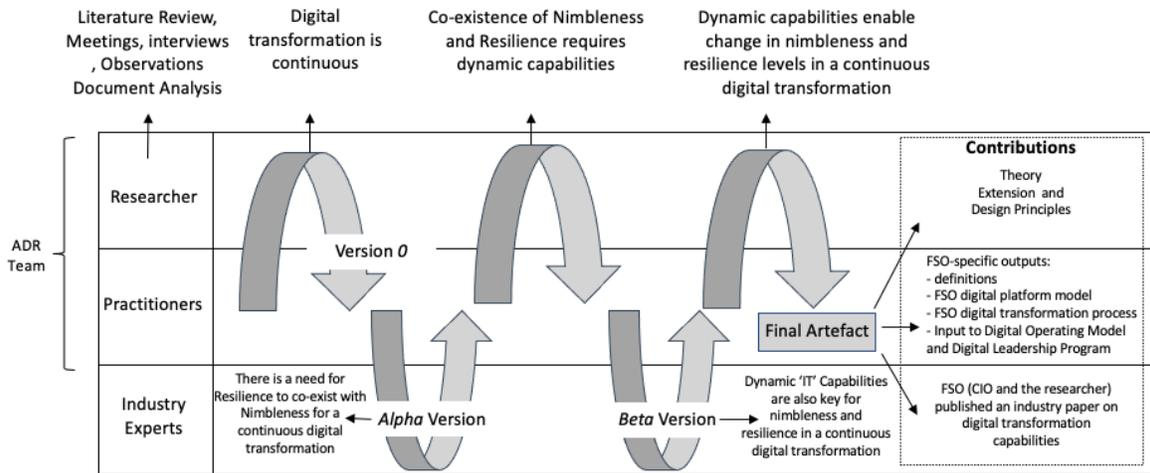 Literature Review,
Meetings, interviews
, Observations
Document Analysis
Digital
transformation is
continuous
Co-existence of Nimbleness
and Resilience requires
dynamic capabilities
Dynamic capabilities enable
change in nimbleness and
resilience levels in a continuous
digital transformation
ADR
Team
Researcher
Practitioners
Industry
Experts
Version 0
There is a need for
Resilience to co-exist with
Nimbleness for a
continuous digital
transformation
Alpha Version
Beta Version
Dynamic ‘IT’ Capabilities
are also key for
nimbleness and
resilience in a continuous
digital transformation
Final Artefact
Contributions
Theory
Extension and
Design Principles
FSO-specific outputs:
- definitions
- FSO digital platform model
- FSO digital transformation process
- Input to Digital Operating Model
and Digital Leadership Program
FSO (CIO and the researcher)
published an industry paper on
digital transformation
capabilities